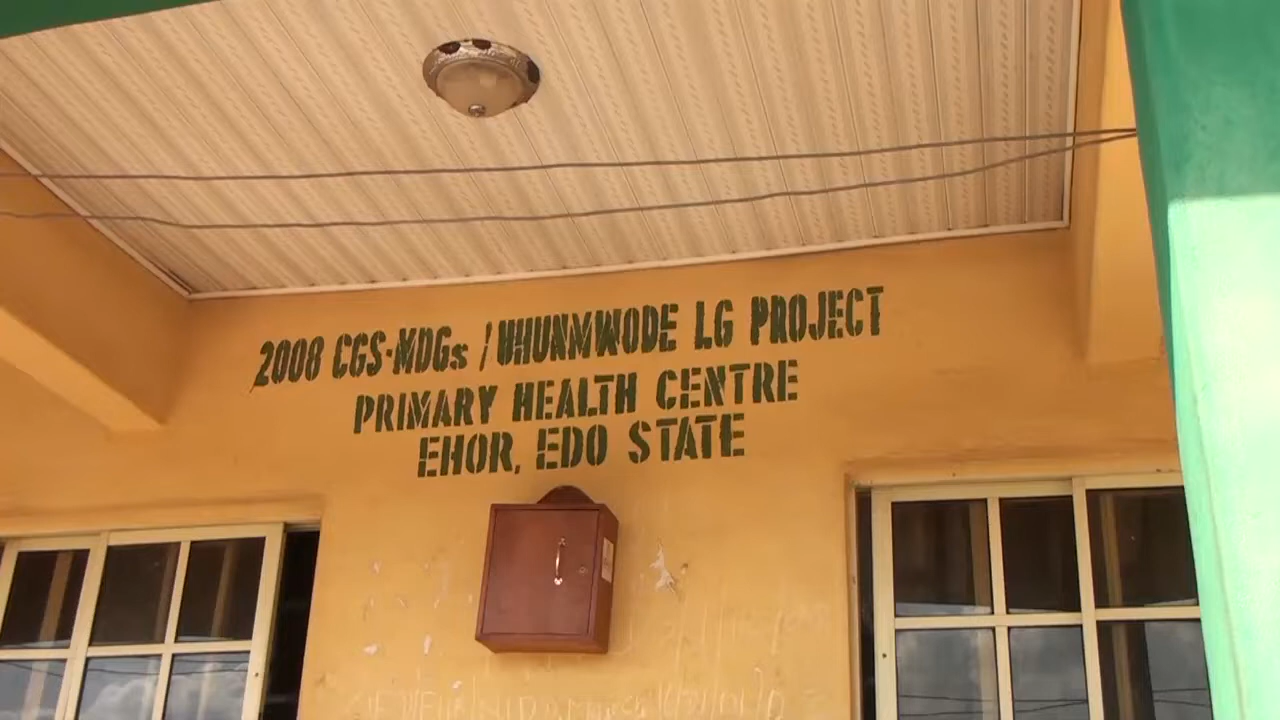 2008 CGS-MDGs / UHUNMWODE LG PROJECT
PRIMARY HEALTH CENTRE
EHOR, EDO STATE